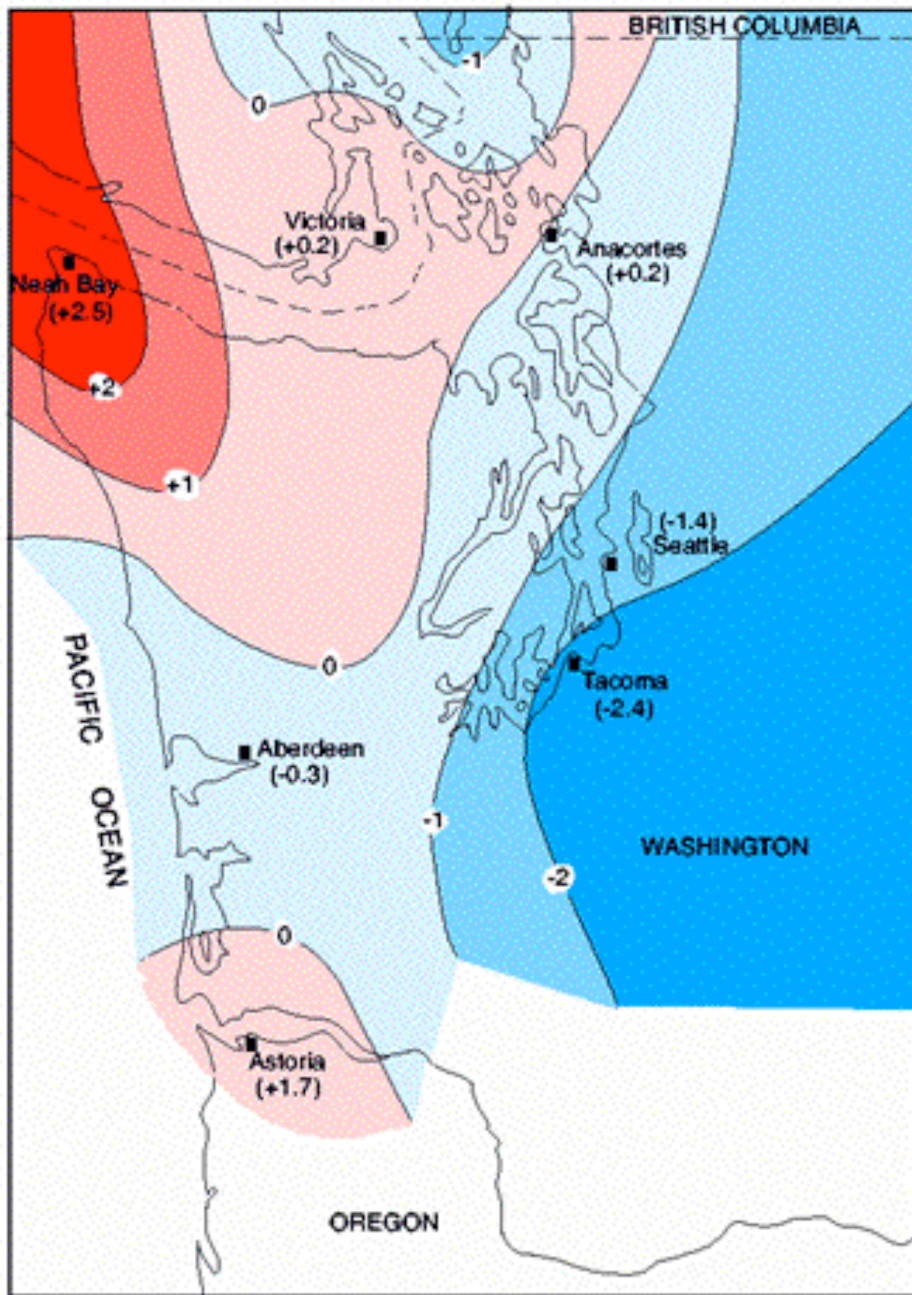 BRITISH COLUMBIA
-1
0
Victoria
(+0.2)
Anacortes
(+0.2)
Neah Bay
(+2.5)
+2
+1
(-1.4)
Seattle
0
Tacoma
(-2.4)
PACIFIC OCEAN
Aberdeen
(-0.3)
-1
WASHINGTON
-2
0
Astoria
(+1.7)
OREGON